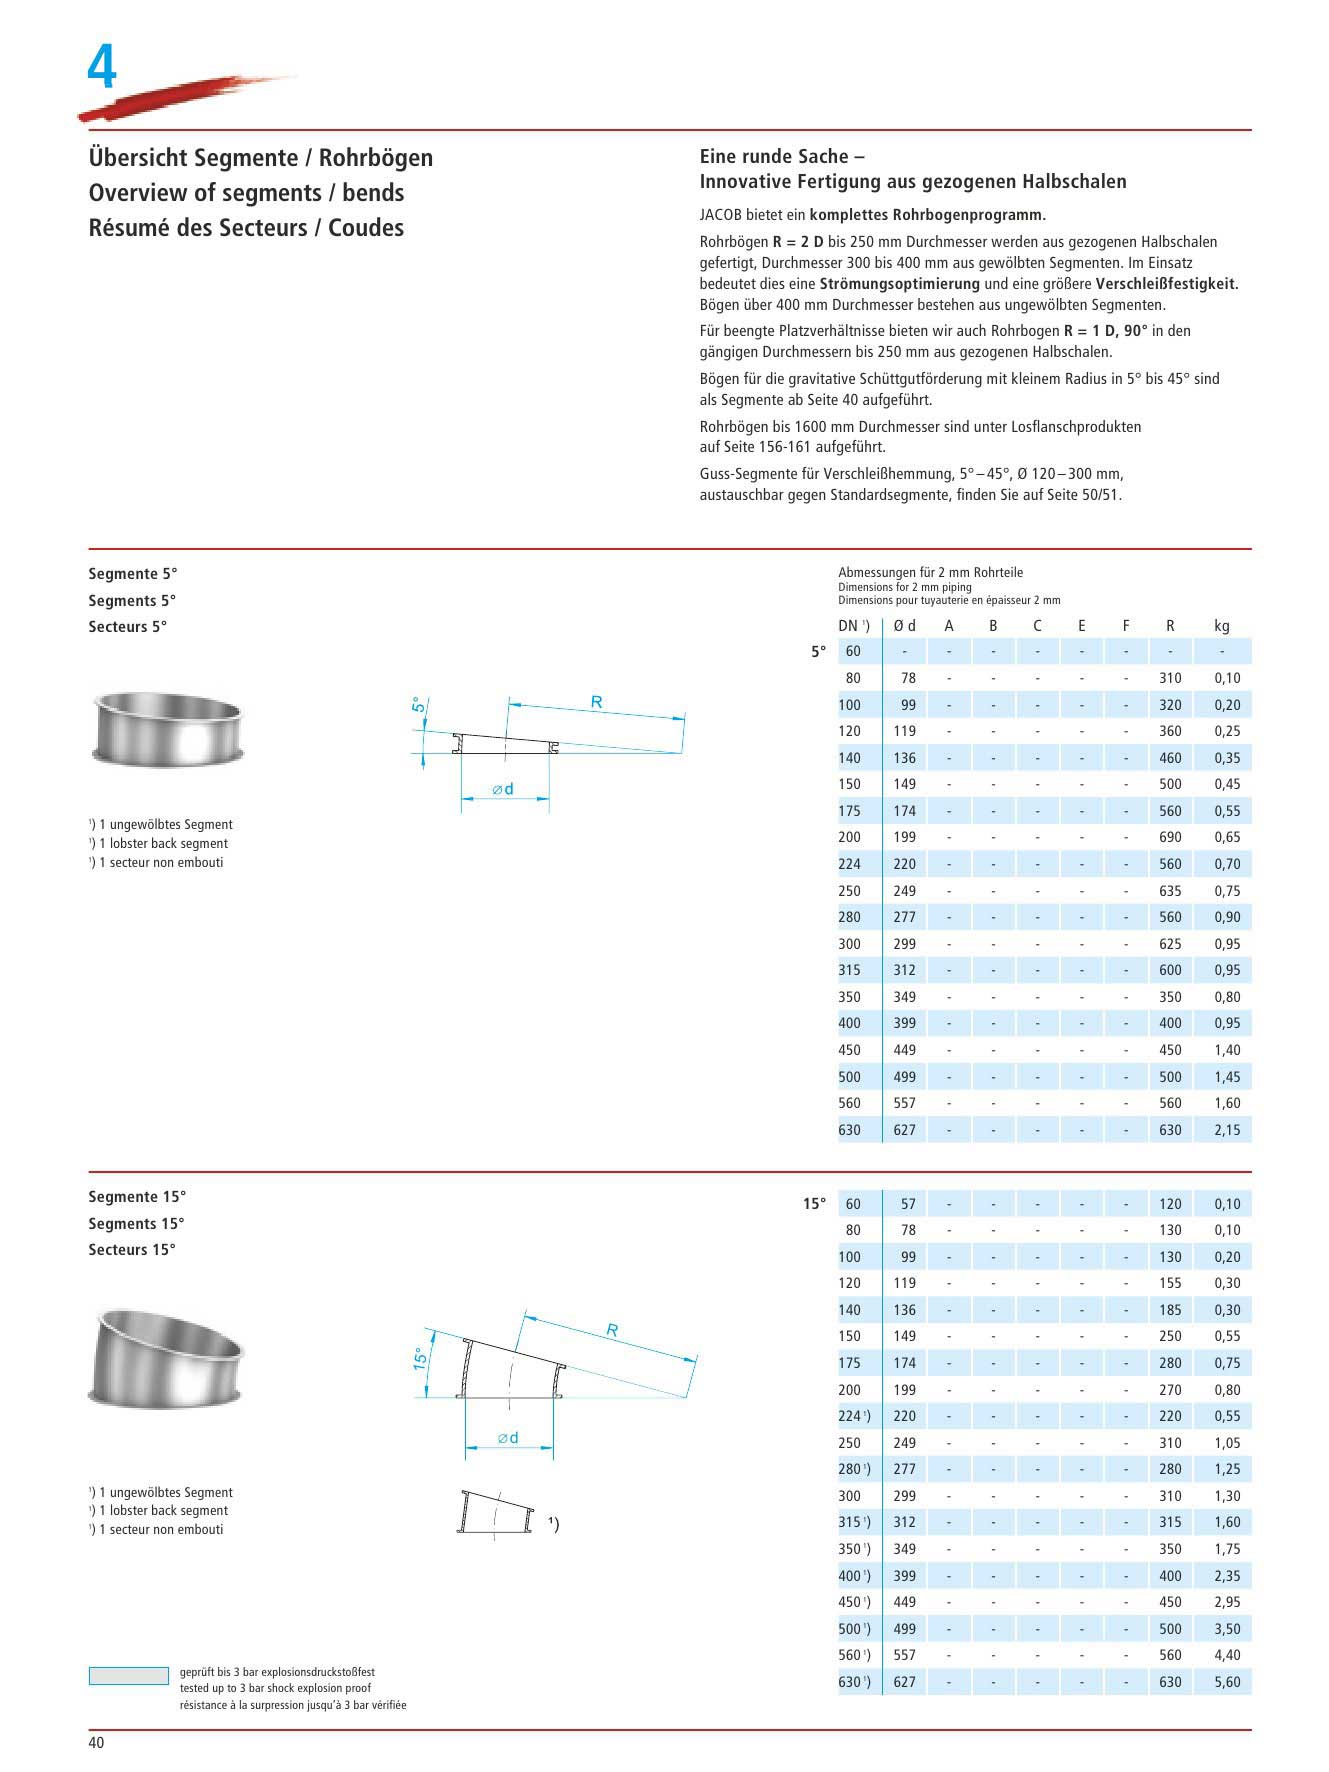 4
Übersicht Segmente / Rohrbögen
Overview of segments / bends
Résumé des Secteurs / Coudes
Eine runde Sache –
Innovative Fertigung aus gezogenen Halbschalen
JACOB bietet ein komplettes Rohrbogenprogramm.
Rohrbögen R = 2 D bis 250 mm Durchmesser werden aus gezogenen Halbschalen
gefertigt, Durchmesser 300 bis 400 mm aus gewölbten Segmenten. Im Einsatz
bedeutet dies eine Strömungsoptimierung und eine größere Verschleißfestigkeit.
Bögen über 400 mm Durchmesser bestehen aus ungewölbten Segmenten.
Für beengte Platzverhältnisse bieten wir auch Rohrbogen R = 1 D, 90° in den
gängigen Durchmessern bis 250 mm aus gezogenen Halbschalen.
Bögen für die gravitative Schüttgutförderung mit kleinem Radius in 5° bis 45° sind
als Segmente ab Seite 40 aufgeführt.
Rohrbögen bis 1600 mm Durchmesser sind unter Losflanschprodukten
auf Seite 156-161 aufgeführt.
Guss-Segmente für Verschleißhemmung, 5°–45°, Ø 120–300 mm,
austauschbar gegen Standardsegmente, finden Sie auf Seite 50/51.
Segmente 5°
Segments 5°
Secteurs 5°
5°
R
⌀d
¹) 1 ungewölbtes Segment
¹) 1 lobster back segment
¹) 1 secteur non embouti
Abmessungen für 2 mm Rohrteile
Dimensions for 2 mm piping
Dimensions pour tuyauterie en épaisseur 2 mm
DN ¹) Ø d A B C E F R kg
5° 60 - - - - - - - -
80 78 - - - - - 310 0,10
100 99 - - - - - 320 0,20
120 119 - - - - - 360 0,25
140 136 - - - - - 460 0,35
150 149 - - - - - 500 0,45
175 174 - - - - - 560 0,55
200 199 - - - - - 690 0,65
224 220 - - - - - 560 0,70
250 249 - - - - - 635 0,75
280 277 - - - - - 560 0,90
300 299 - - - - - 625 0,95
315 312 - - - - - 600 0,95
350 349 - - - - - 350 0,80
400 399 - - - - - 400 0,95
450 449 - - - - - 450 1,40
500 499 - - - - - 500 1,45
560 557 - - - - - 560 1,60
630 627 - - - - - 630 2,15
Segmente 15°
Segments 15°
Secteurs 15°
15°
R
⌀d
¹)
¹) 1 ungewölbtes Segment
¹) 1 lobster back segment
¹) 1 secteur non embouti
15° 60 57 - - - - - 120 0,10
80 78 - - - - - 130 0,10
100 99 - - - - - 130 0,20
120 119 - - - - - 155 0,30
140 136 - - - - - 185 0,30
150 149 - - - - - 250 0,55
175 174 - - - - - 280 0,75
200 199 - - - - - 270 0,80
224 ¹) 220 - - - - - 220 0,55
250 249 - - - - - 310 1,05
280 ¹) 277 - - - - - 280 1,25
300 299 - - - - - 310 1,30
315 ¹) 312 - - - - - 315 1,60
350 ¹) 349 - - - - - 350 1,75
400 ¹) 399 - - - - - 400 2,35
450 ¹) 449 - - - - - 450 2,95
500 ¹) 499 - - - - - 500 3,50
560 ¹) 557 - - - - - 560 4,40
630 ¹) 627 - - - - - 630 5,60
geprüft bis 3 bar explosionsdruckstoßfest
tested up to 3 bar shock explosion proof
résistance à la surpression jusqu'à 3 bar vérifiée
40